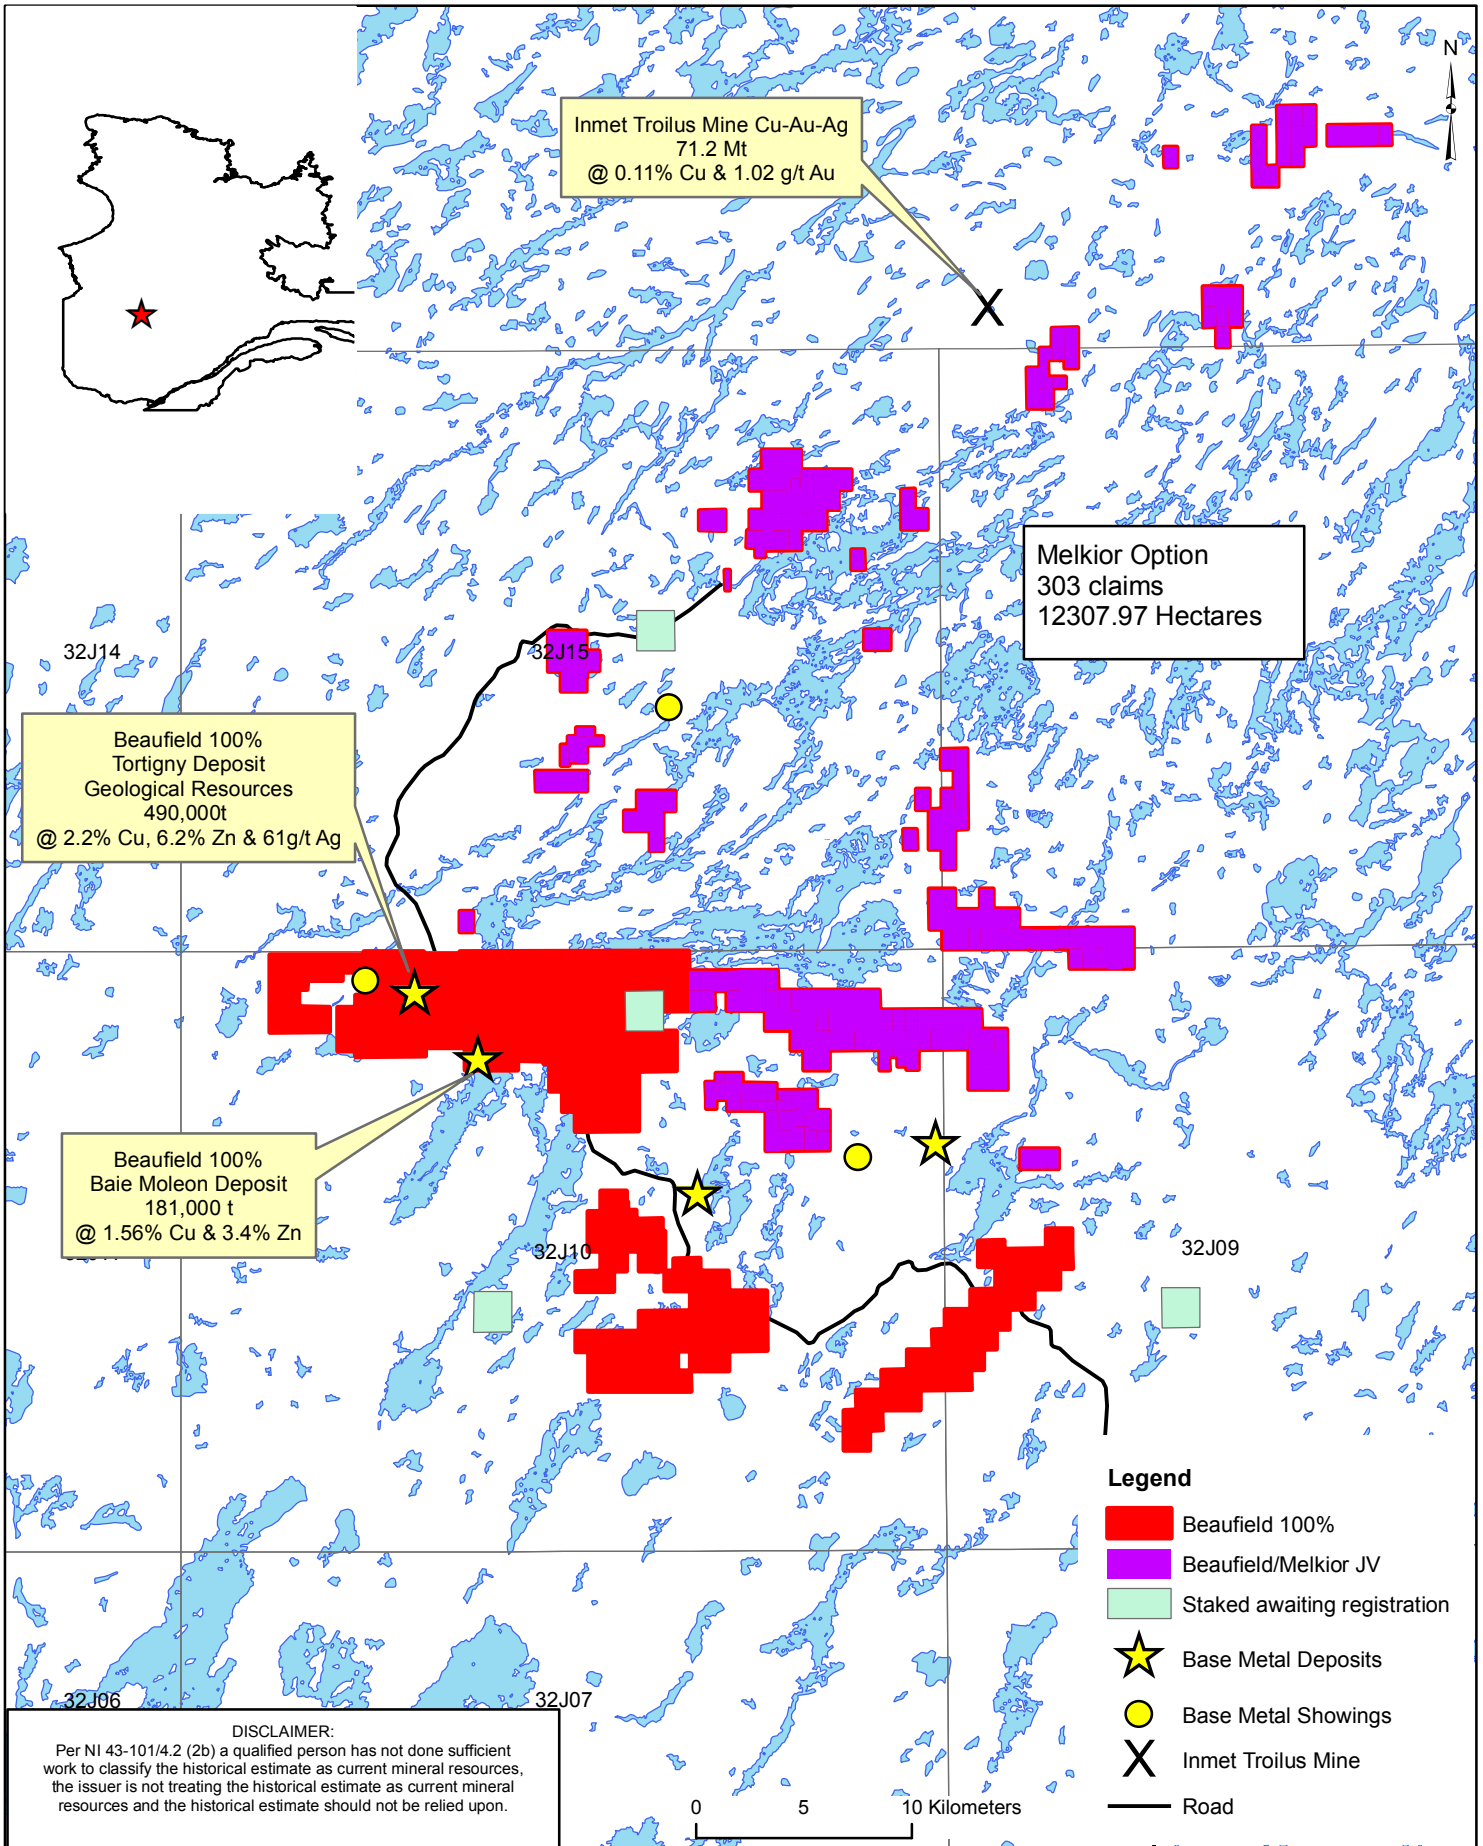 N
Inmet Troilus Mine Cu-Au-Ag
71.2 Mt
@ 0.11% Cu & 1.02 g/t Au
Melkior Option
303 claims
12307.97 Hectares
32J14
32J15
Beaufield 100%
Tortigny Deposit
Geological Resources
490,000t
@ 2.2% Cu, 6.2% Zn & 61g/t Ag
Beaufield 100%
Baie Moleon Deposit
181,000 t
@ 1.56% Cu & 3.4% Zn
32J10
32J09
Legend
Beaufield 100%
Beaufield/Melkior JV
Staked awaiting registration
Base Metal Deposits
Base Metal Showings
Inmet Troilus Mine
Road
32J06
32J07
DISCLAIMER:
Per NI 43-101/4.2 (2b) a qualified person has not done sufficient
work to classify the historical estimate as current mineral resources,
the issuer is not treating the historical estimate as current mineral
resources and the historical estimate should not be relied upon.
0 5 10 Kilometers